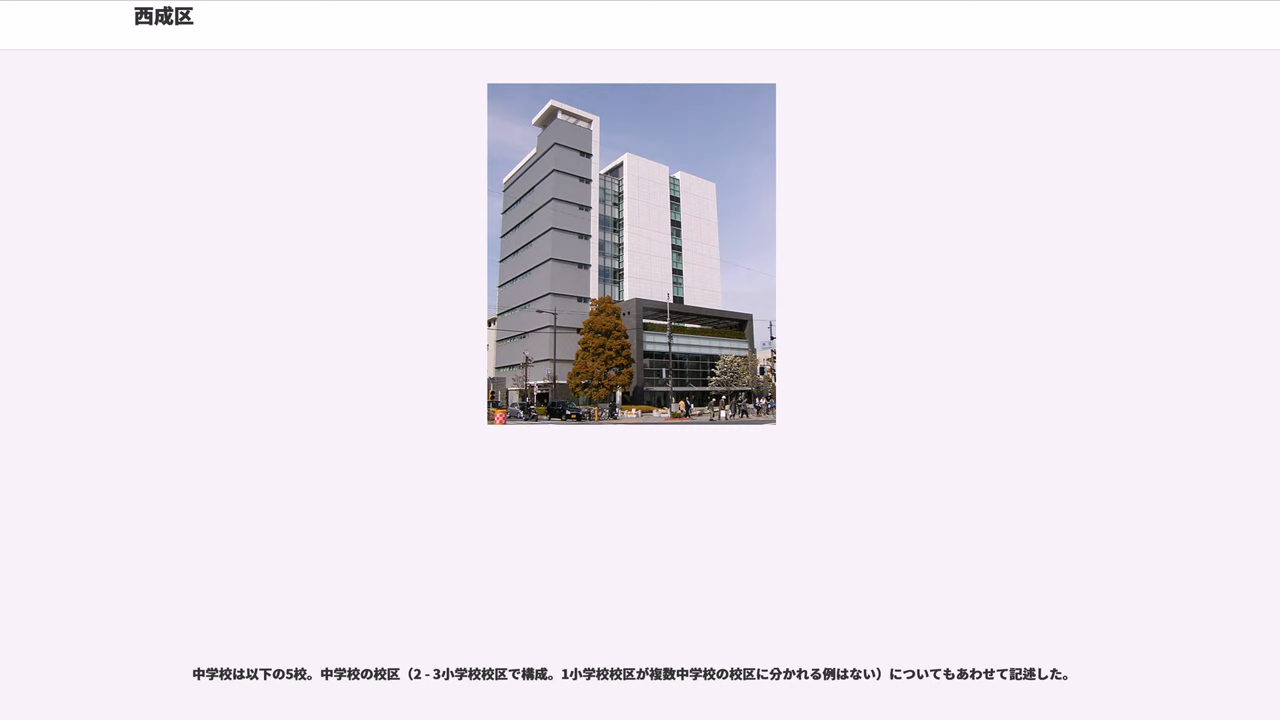 西成区
中学校は以下の5校。中学校の校区（2 - 3小学校校区で構成。1小学校校区が複数中学校の校区に分かれる例はない）についてもあわせて記述した。